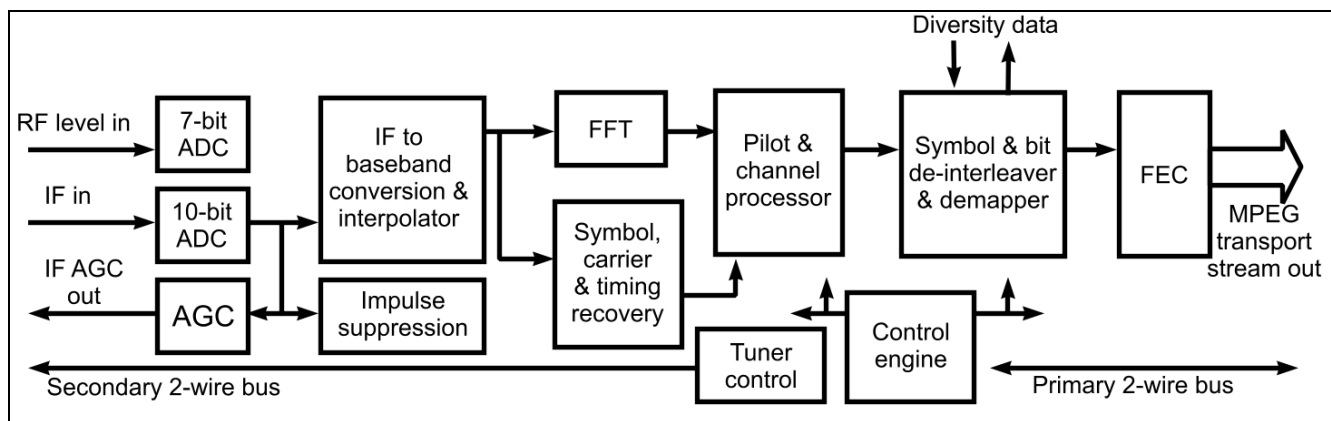 Diversity data
RF level in
7-bit
ADC
IF to
baseband
conversion &
interpolator
FFT
Pilot &
channel
processor
Symbol & bit
de-interleaver
& demapper
FEC
IF in
10-bit
ADC
Symbol,
carrier
& timing
recovery
MPEG
transport
stream out
IF AGC
out
AGC
Impulse
suppression
Control
engine
Tuner
control
Secondary 2-wire bus
Primary 2-wire bus